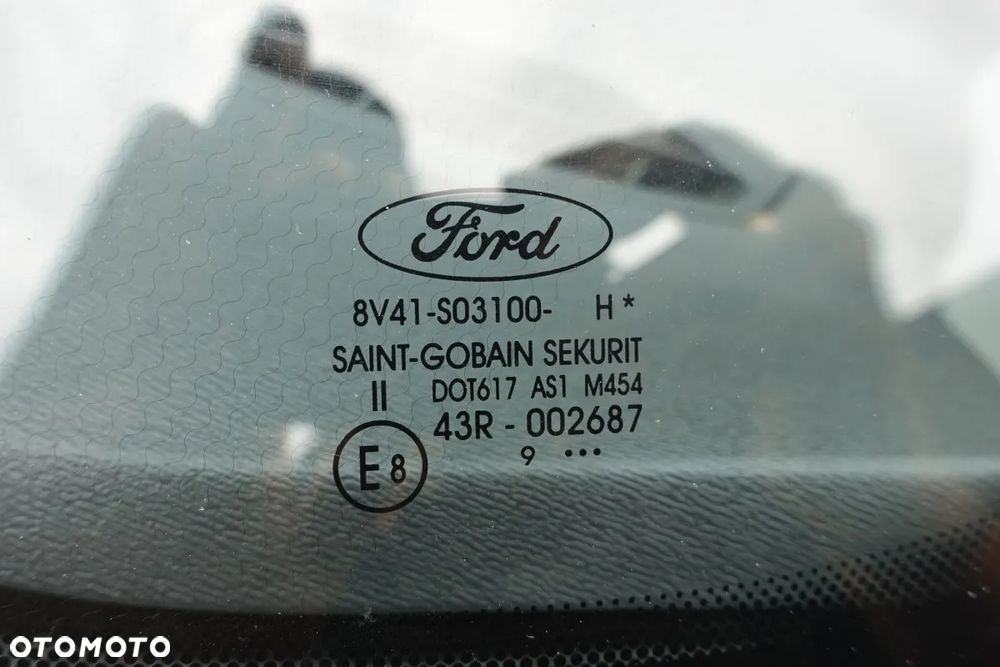 Ford
8V41-S03100- H*
SAINT-GOBAIN SEKURIT
II DOT617 AS1 M454
43R - 002687
E8
9 •••
OTOMOTO